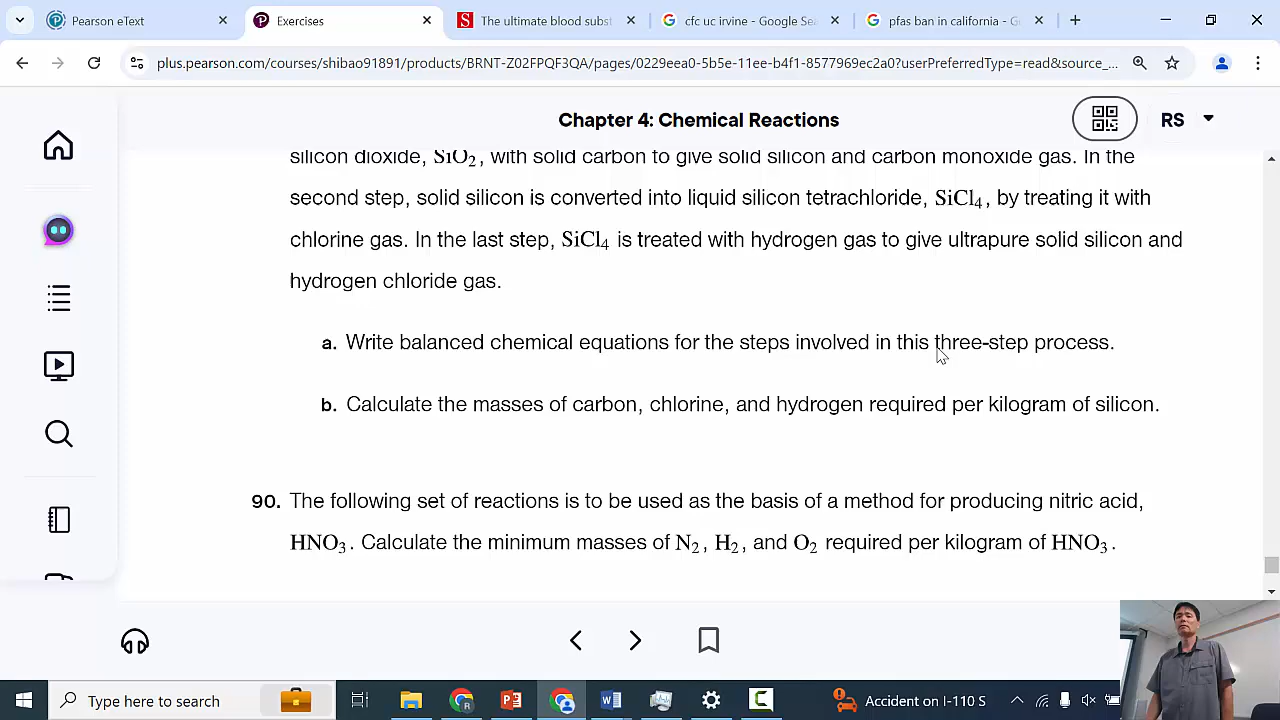 Pearson eText
Exercises
The ultimate blood subst
cfc uc irvine - Google Se
pfas ban in california - G
plus.pearson.com/courses/shibao91891/products/BRNT-Z02FPQF3QA/pages/0229eea0-5b5e-11ee-b4f1-8577969ec2a0?userPreferredType=read&source_...
Chapter 4: Chemical Reactions
RS
silicon dioxide, SiO₂, with solid carbon to give solid silicon and carbon monoxide gas. In the
second step, solid silicon is converted into liquid silicon tetrachloride, SiCl₄, by treating it with
chlorine gas. In the last step, SiCl₄ is treated with hydrogen gas to give ultrapure solid silicon and
hydrogen chloride gas.
a. Write balanced chemical equations for the steps involved in this three-step process.
b. Calculate the masses of carbon, chlorine, and hydrogen required per kilogram of silicon.
90. The following set of reactions is to be used as the basis of a method for producing nitric acid,
HNO₃. Calculate the minimum masses of N₂, H₂, and O₂ required per kilogram of HNO₃.
Type here to search
Accident on I-110 S